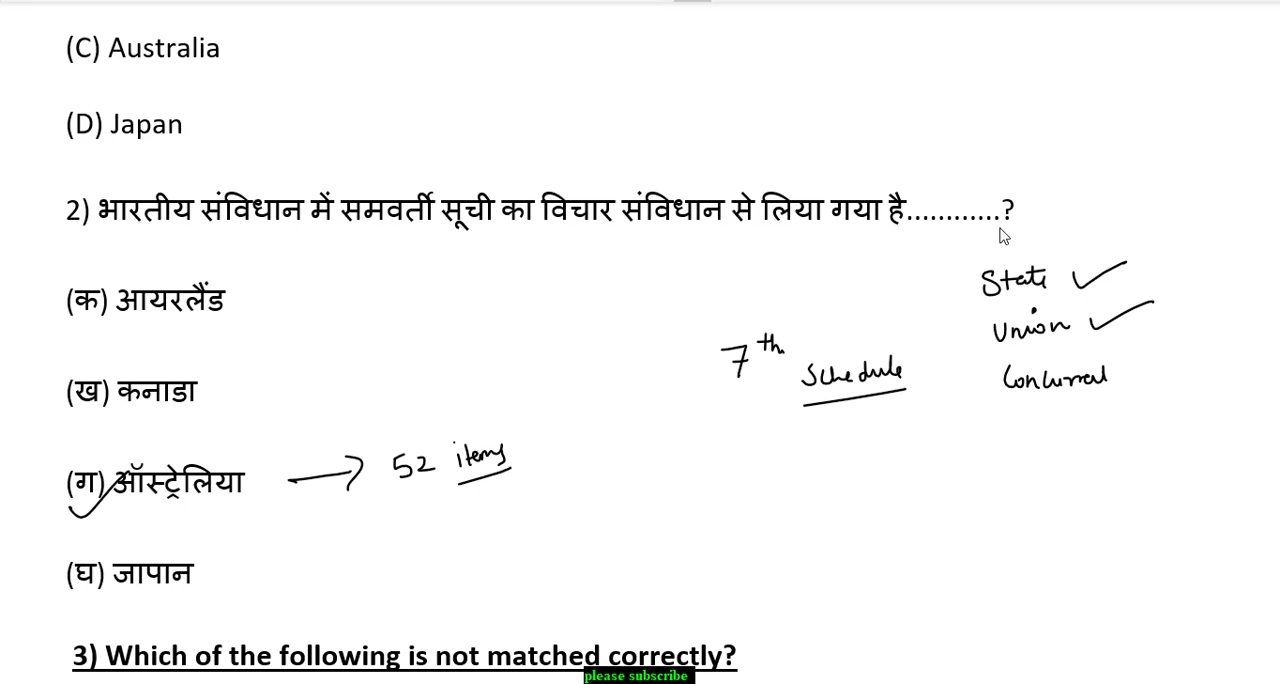 (C) Australia
(D) Japan
2) भारतीय संविधान में समवर्ती सूची का विचार संविधान से लिया गया है............?
State
Union
(क) आयरलैंड
7th Schedule
Concurral
(ख) कनाडा
(ग) ऑस्ट्रेलिया → 52 items
(घ) जापान
3) Which of the following is not matched correctly?
please subscribe